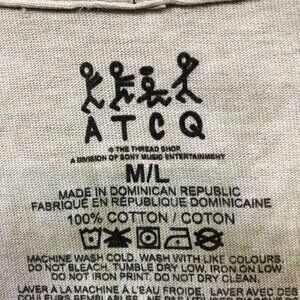 ATCQ
© THE THREAD SHOP.
A DIVISION OF SONY MUSIC ENTERTAINMENT
M/L
MADE IN DOMINICAN REPUBLIC
FABRIQUÉ EN RÉPUBLIQUE DOMINICAINE
100% COTTON / COTON
MACHINE WASH COLD. WASH WITH LIKE COLOURS.
DO NOT BLEACH. TUMBLE DRY LOW. IRON ON LOW.
DO NOT IRON PRINT. DO NOT DRY CLEAN
LAVER À LA MACHINE À L'EAU FROIDE. LAVER AVEC DES
COULEURS SEMBLABLES.